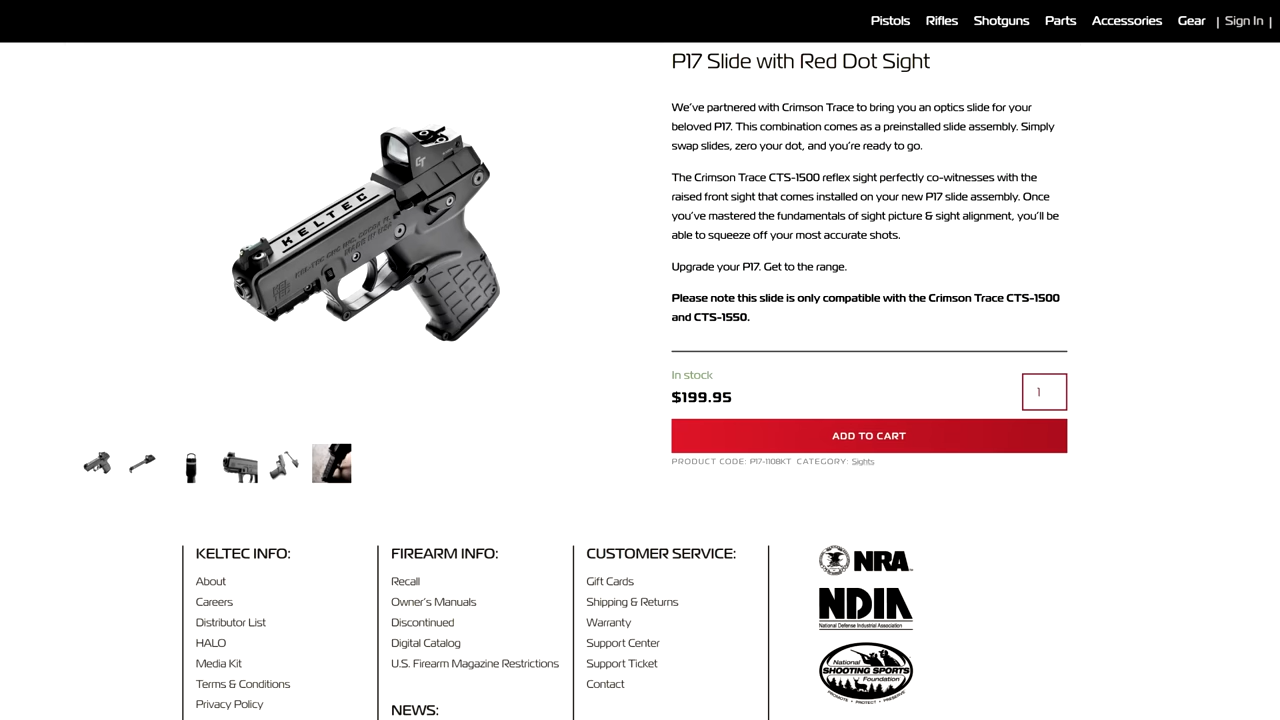 Pistols Rifles Shotguns Parts Accessories Gear | Sign In |
P17 Slide with Red Dot Sight
We've partnered with Crimson Trace to bring you an optics slide for your
beloved P17. This combination comes as a preinstalled slide assembly. Simply
swap slides, zero your dot, and you're ready to go.
The Crimson Trace CTS-1500 reflex sight perfectly co-witnesses with the
raised front sight that comes installed on your new P17 slide assembly. Once
you've mastered the fundamentals of sight picture & sight alignment, you'll be
able to squeeze off your most accurate shots.
Upgrade your P17. Get to the range.
Please note this slide is only compatible with the Crimson Trace CTS-1500
and CTS-1550.
In stock
$199.95
1
ADD TO CART
PRODUCT CODE: P17-1108KT CATEGORY: Sights
KELTEC
CT
KELTEC INFO:
About
Careers
Distributor List
HALO
Media Kit
Terms & Conditions
Privacy Policy
FIREARM INFO:
Recall
Owner's Manuals
Discontinued
Digital Catalog
U.S. Firearm Magazine Restrictions
NEWS:
CUSTOMER SERVICE:
Gift Cards
Shipping & Returns
Warranty
Support Center
Support Ticket
Contact
NRA
NDIA
National Defense Industrial Association
National
SHOOTING SPORTS
Foundation
PROMOTE • PROTECT • PRESERVE